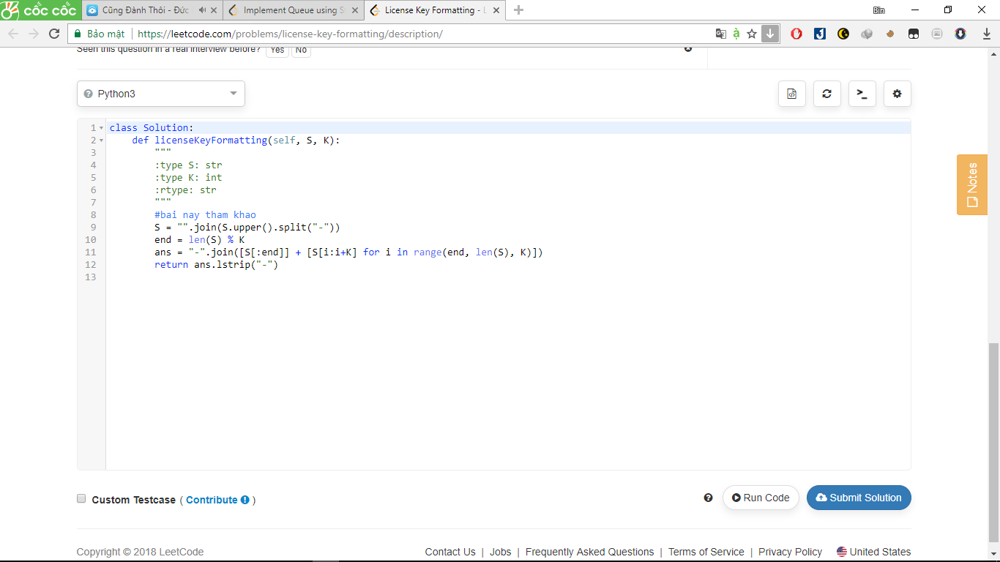 cốc cốc
Cũng Đành Thôi - Đức
Implement Queue using S
License Key Formatting - L
Bin
Bảo mật
https://leetcode.com/problems/license-key-formatting/description/
Seen this question in a real interview before? Yes No
Python3
1 class Solution:
2 def licenseKeyFormatting(self, S, K):
3 """
4 :type S: str
5 :type K: int
6 :rtype: str
7 """
8 #bai nay tham khao
9 S = "".join(S.upper().split("-"))
10 end = len(S) % K
11 ans = "-".join([S[:end]] + [S[i:i+K] for i in range(end, len(S), K)])
12 return ans.lstrip("-")
13
Notes
Custom Testcase ( Contribute )
Run Code
Submit Solution
Copyright © 2018 LeetCode
Contact Us | Jobs | Frequently Asked Questions | Terms of Service | Privacy Policy United States